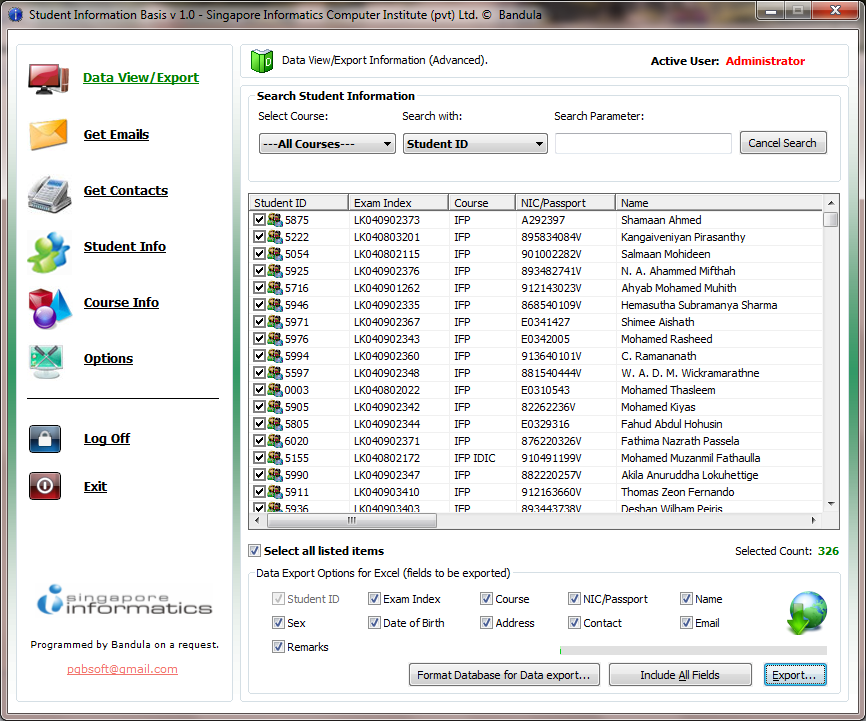 Student Information Basis v 1.0 - Singapore Informatics Computer Institute (pvt) Ltd. © Bandula
Data View/Export
Get Emails
Get Contacts
Student Info
Course Info
Options
Log Off
Exit
singapore
informatics
Programmed by Bandula on a request.
pgbsoft@gmail.com
Data View/Export Information (Advanced).
Active User: Administrator
Search Student Information
Select Course: Search with: Search Parameter:
---All Courses--- Student ID Cancel Search
Student ID Exam Index Course NIC/Passport Name
5875 LK040902373 IFP A292397 Shamaan Ahmed
5222 LK040803201 IFP 895834084V Kangaiveniyan Pirasanthy
5054 LK040802115 IFP 901002282V Salmaan Mohideen
5925 LK040902376 IFP 893482741V N. A. Ahammed Mifthah
5716 LK040901262 IFP 912143023V Ahyab Mohamed Muhith
5946 LK040902335 IFP 868540109V Hemasutha Subramanya Sharma
5971 LK040902367 IFP E0341427 Shimee Aishath
5976 LK040902343 IFP E0342005 Mohamed Rasheed
5994 LK040902360 IFP 913640101V C. Ramananath
5597 LK040902348 IFP 881540444V W. A. D. M. Wickramarathne
0003 LK040802022 IFP E0310543 Mohamed Thasleem
5905 LK040902342 IFP 82262236V Mohamed Kiyas
5805 LK040902344 IFP E0329316 Fahud Abdul Hohusin
6020 LK040902371 IFP 876220326V Fathima Nazrath Passela
5155 LK040802172 IFP IDIC 910491199V Mohamed Muzanmil Fathaulla
5990 LK040902347 IFP 882220257V Akila Anuruddha Lokuhettige
5911 LK040903410 IFP 912163660V Thomas Zeon Fernando
5936 LK040903403 IFP 893443738V Deshan Wilham Peiris
Select all listed items Selected Count: 326
Data Export Options for Excel (fields to be exported)
Student ID Exam Index Course NIC/Passport Name
Sex Date of Birth Address Contact Email
Remarks
Format Database for Data export... Include All Fields Export...